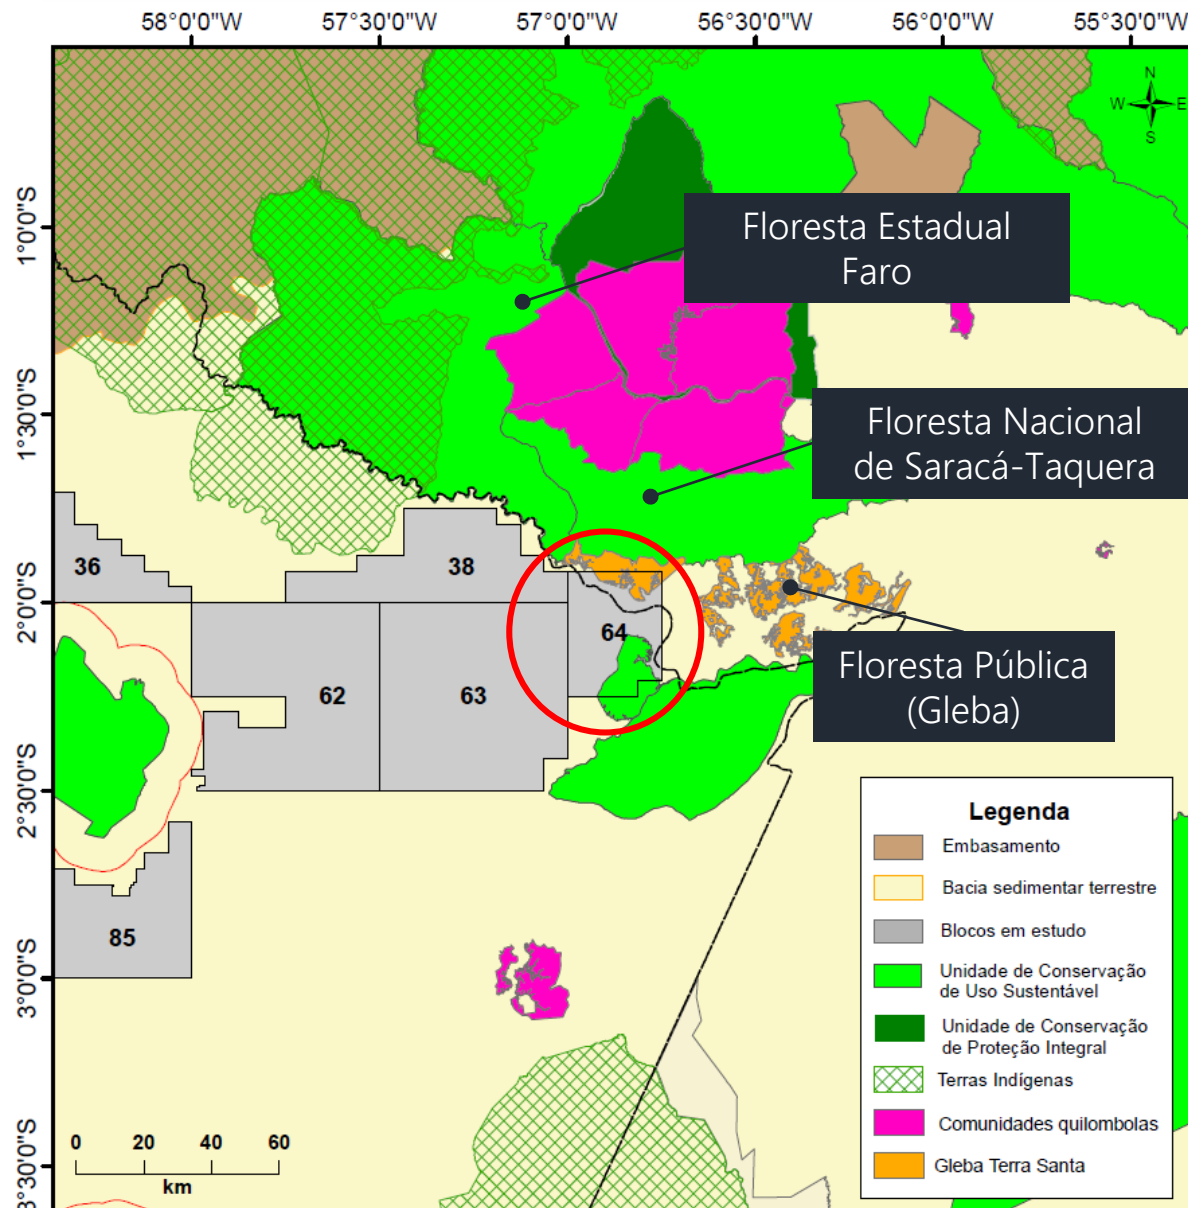 58°0'0"W 57°30'0"W 57°0'0"W 56°30'0"W 56°0'0"W 55°30'0"W
N
W E
S
1°0'0"S
1°30'0"S
2°0'0"S
2°30'0"S
3°0'0"S
3°30'0"S
Floresta Estadual
Faro
Floresta Nacional
de Saracá-Taquera
36
38
64
62
63
Floresta Pública
(Gleba)
85
Legenda
Embasamento
Bacia sedimentar terrestre
Blocos em estudo
Unidade de Conservação
de Uso Sustentável
Unidade de Conservação
de Proteção Integral
Terras Indígenas
Comunidades quilombolas
Gleba Terra Santa
0 20 40 60
km